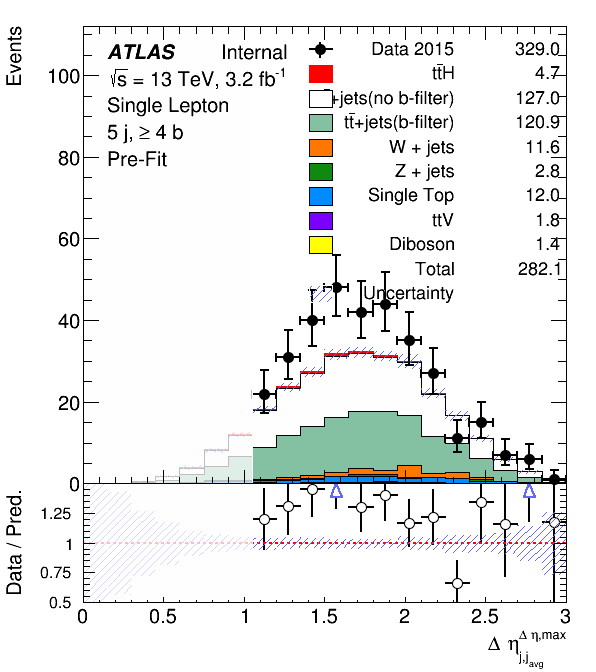 Events
ATLAS Internal
√s = 13 TeV, 3.2 fb⁻¹
Single Lepton
5 j, ≥ 4 b
Pre-Fit
Data 2015 329.0
tt̄H 4.7
+jets(no b-filter) 127.0
tt̄+jets(b-filter) 120.9
W + jets 11.6
Z + jets 2.8
Single Top 12.0
ttV 1.8
Diboson 1.4
Total 282.1
Uncertainty
100
80
60
40
20
0
Data / Pred.
1.25
1
0.75
0.5
0 0.5 1 1.5 2 2.5 3
Δ η j,j avg Δ η,max